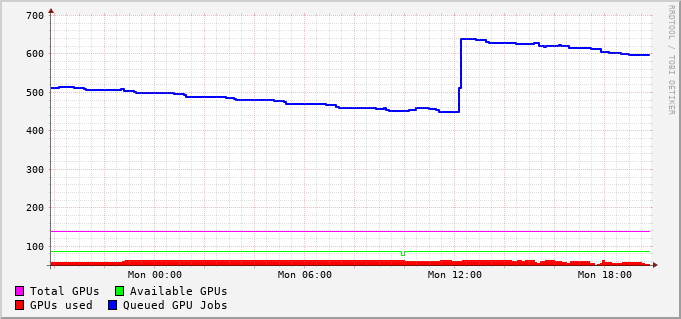 700
600
500
400
300
200
100
Mon 00:00 Mon 06:00 Mon 12:00 Mon 18:00
Total GPUs Available GPUs
GPUs used Queued GPU Jobs
RRDTOOL / TOBI OETIKER